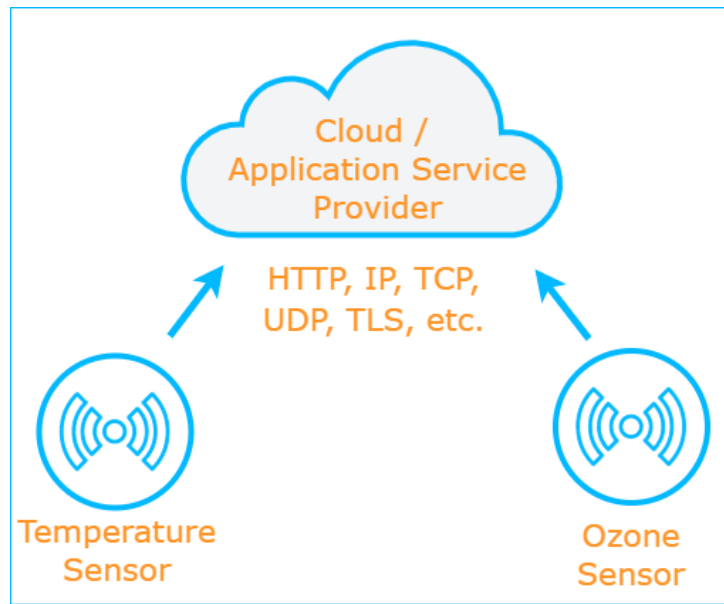 Cloud /
Application Service
Provider
HTTP, IP, TCP,
UDP, TLS, etc.
Temperature
Sensor
Ozone
Sensor